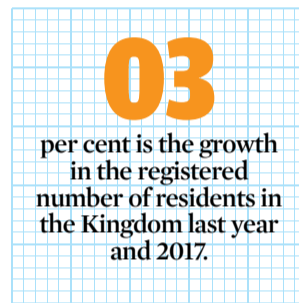 03
per cent is the growth
in the registered
number of residents in
the Kingdom last year
and 2017.